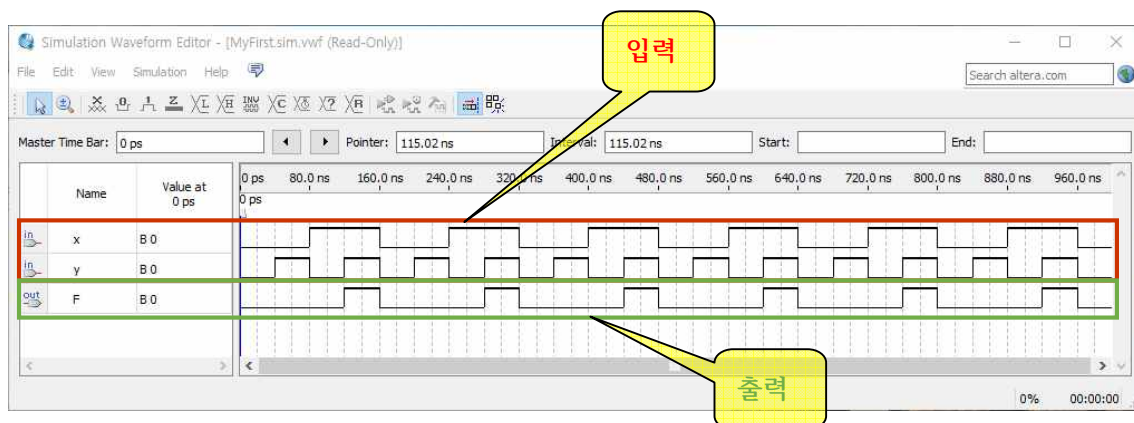 입력
Simulation Waveform Editor - [MyFirst.sim.vwf (Read-Only)]
File Edit View Simulation Help
Search altera.com
Master Time Bar: 0 ps Pointer: 115.02 ns Interval: 115.02 ns Start: End:
Name Value at 0 ps
0 ps 80.0 ns 160.0 ns 240.0 ns 320.0 ns 400.0 ns 480.0 ns 560.0 ns 640.0 ns 720.0 ns 800.0 ns 880.0 ns 960.0 ns
0 ps
in x B 0
in y B 0
out F B 0
출력
0% 00:00:00